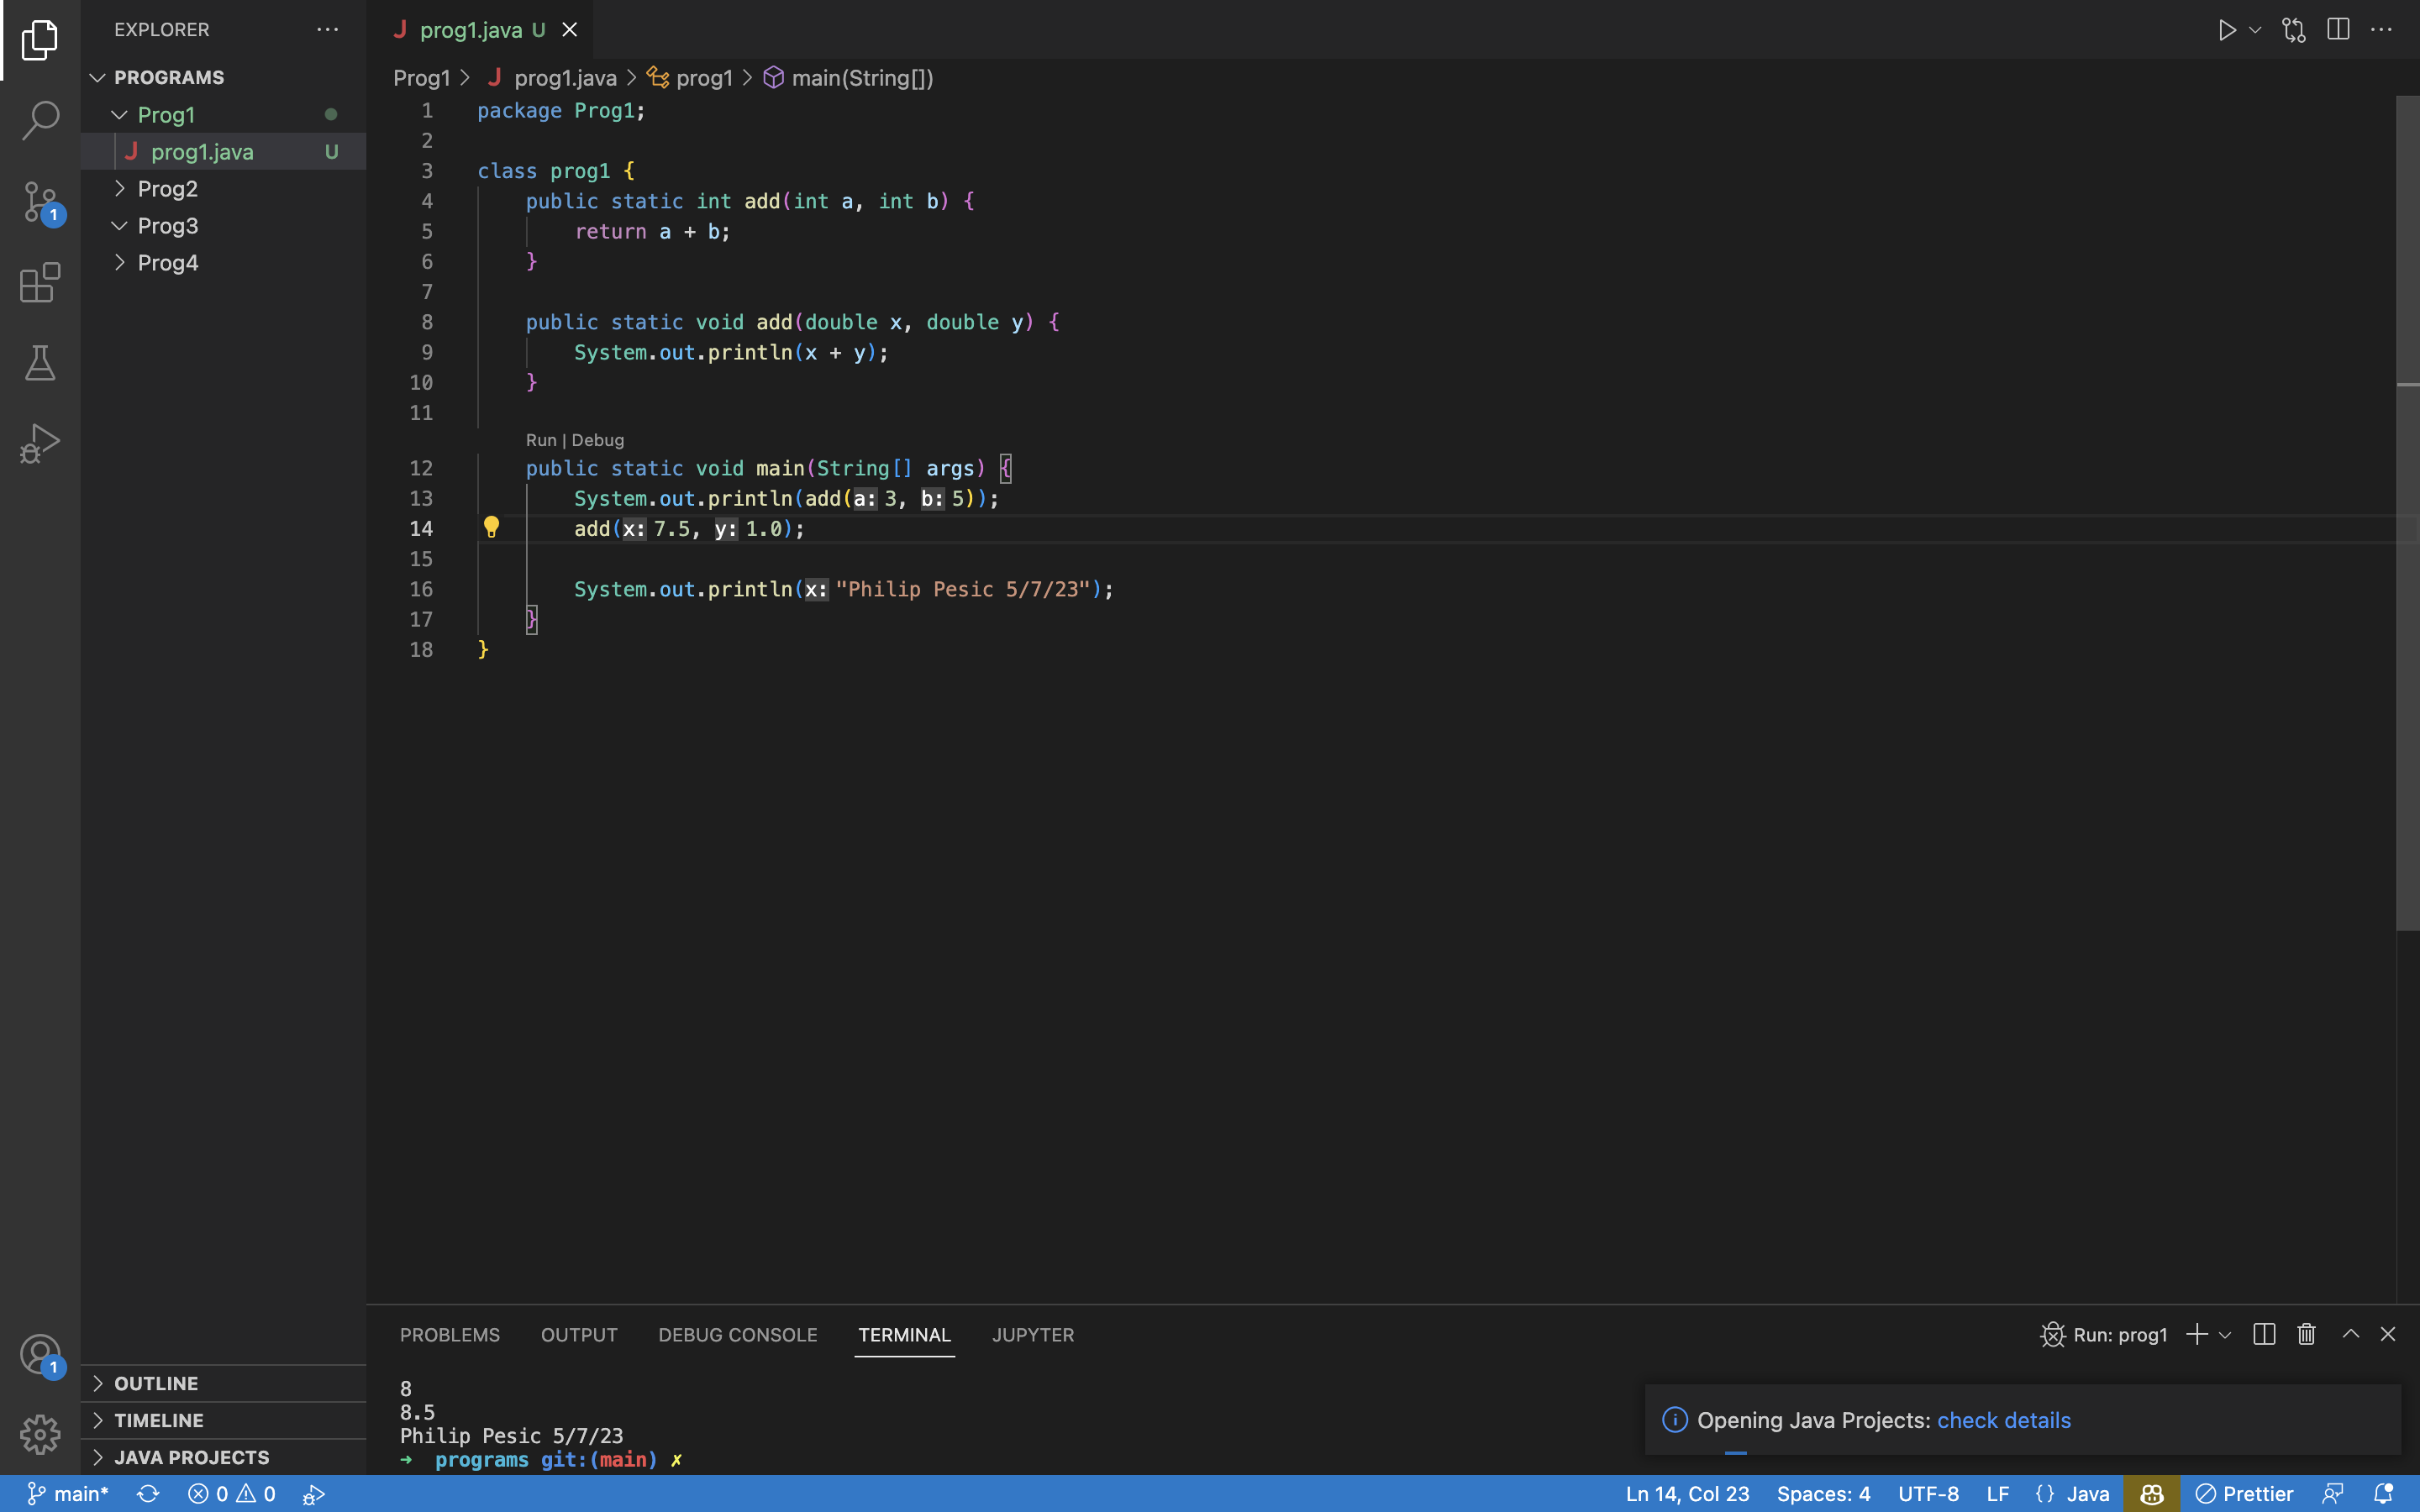 EXPLORER
PROGRAMS
Prog1
J prog1.java U
Prog2
Prog3
Prog4
OUTLINE
TIMELINE
JAVA PROJECTS
1
1
J prog1.java U
Prog1 > J prog1.java > prog1 > main(String[])
1 package Prog1;
2
3 class prog1 {
4 public static int add(int a, int b) {
5 return a + b;
6 }
7
8 public static void add(double x, double y) {
9 System.out.println(x + y);
10 }
11
Run | Debug
12 public static void main(String[] args) {
13 System.out.println(add(a: 3, b: 5));
14 add(x: 7.5, y: 1.0);
15
16 System.out.println(x: "Philip Pesic 5/7/23");
17 }
18 }
PROBLEMS OUTPUT DEBUG CONSOLE TERMINAL JUPYTER Run: prog1
8
8.5
Philip Pesic 5/7/23
→ programs git:(main) ✗
Opening Java Projects: check details
main* 0 0 Ln 14, Col 23 Spaces: 4 UTF-8 LF {} Java Prettier